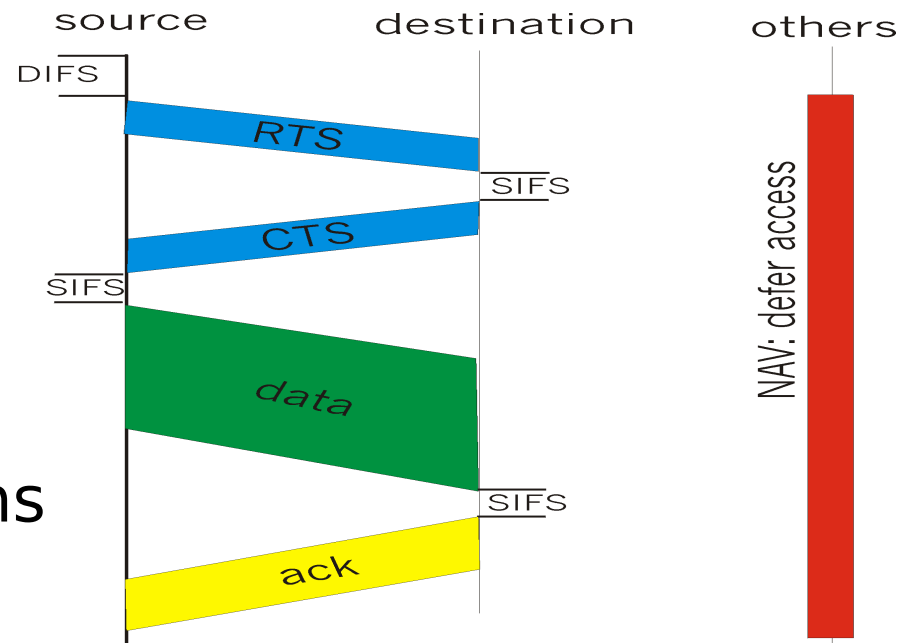 source
destination
others
DIFS
RTS
SIFS
CTS
SIFS
NAV: defer access
data
SIFS
ack